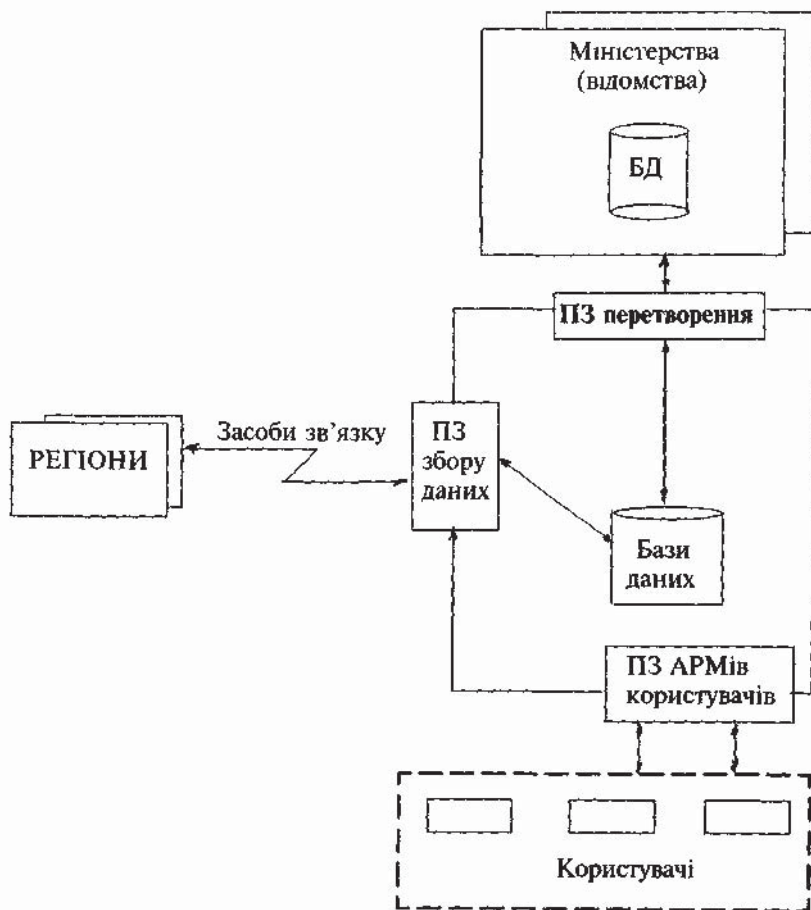 Міністерства
(відомства)
БД
ПЗ перетворення
Засоби зв’язку
РЕГІОНИ
ПЗ
збору
даних
Бази
даних
ПЗ АРМів
користувачів
Користувачі